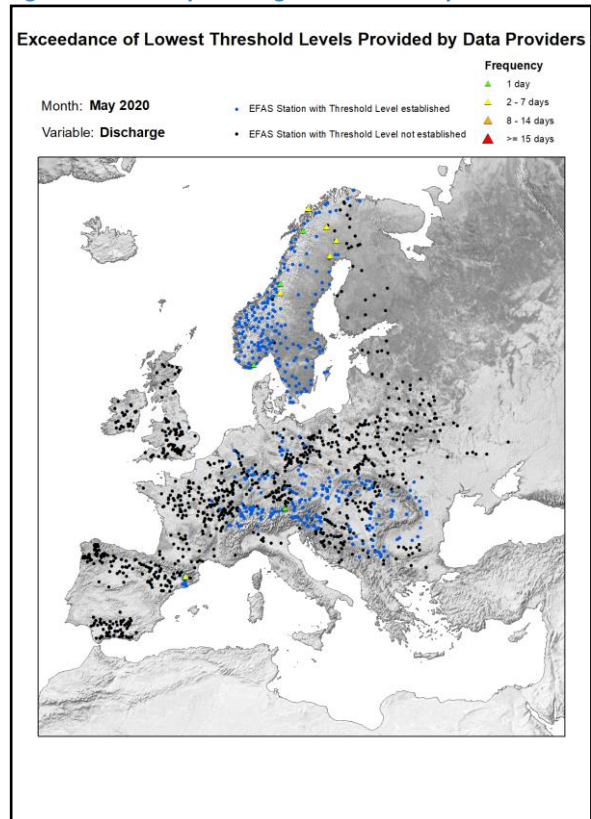 Exceedance of Lowest Threshold Levels Provided by Data Providers
Frequency
1 day
2 - 7 days
8 - 14 days
>= 15 days
Month: May 2020
EFAS Station with Threshold Level established
Variable: Discharge
EFAS Station with Threshold Level not established